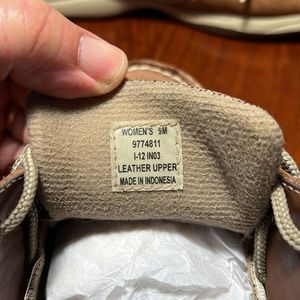 WOMEN'S 9M
9774811
I-12 IN03
LEATHER UPPER
MADE IN INDONESIA